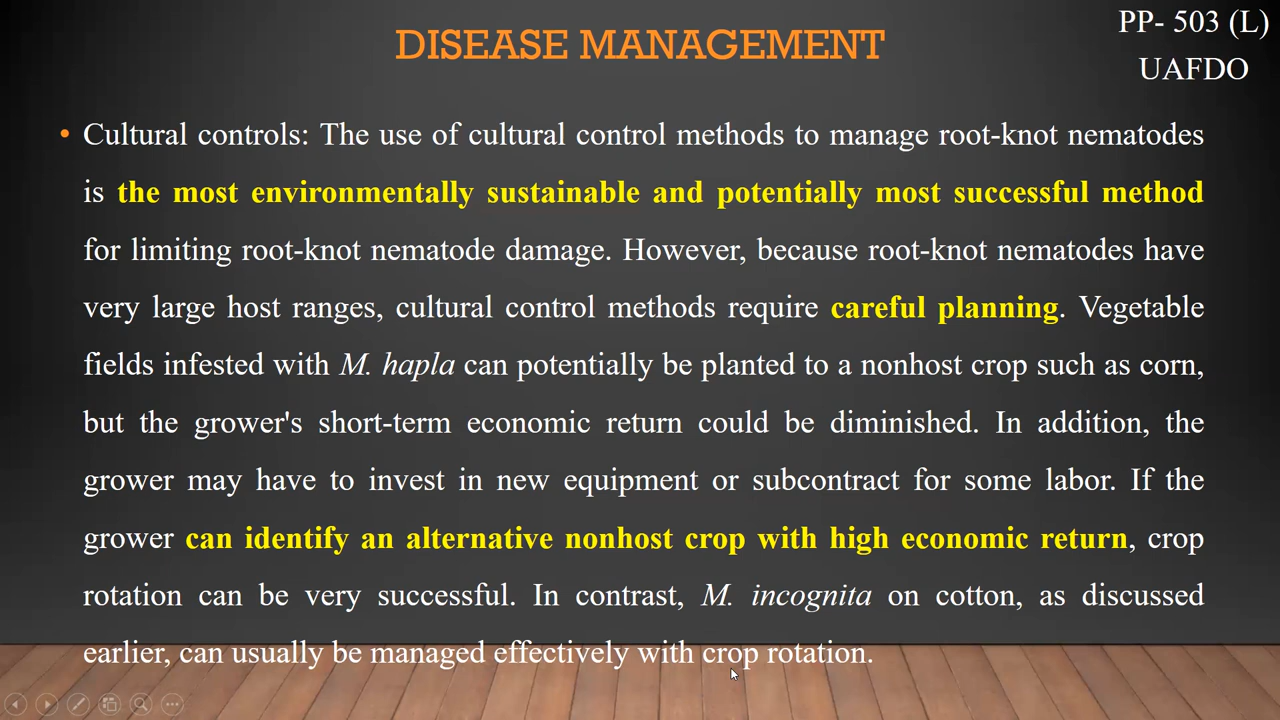 PP- 503 (L)
UAFDO
DISEASE MANAGEMENT
• Cultural controls: The use of cultural control methods to manage root-knot nematodes
is the most environmentally sustainable and potentially most successful method
for limiting root-knot nematode damage. However, because root-knot nematodes have
very large host ranges, cultural control methods require careful planning. Vegetable
fields infested with M. hapla can potentially be planted to a nonhost crop such as corn,
but the grower's short-term economic return could be diminished. In addition, the
grower may have to invest in new equipment or subcontract for some labor. If the
grower can identify an alternative nonhost crop with high economic return, crop
rotation can be very successful. In contrast, M. incognita on cotton, as discussed
earlier, can usually be managed effectively with crop rotation.